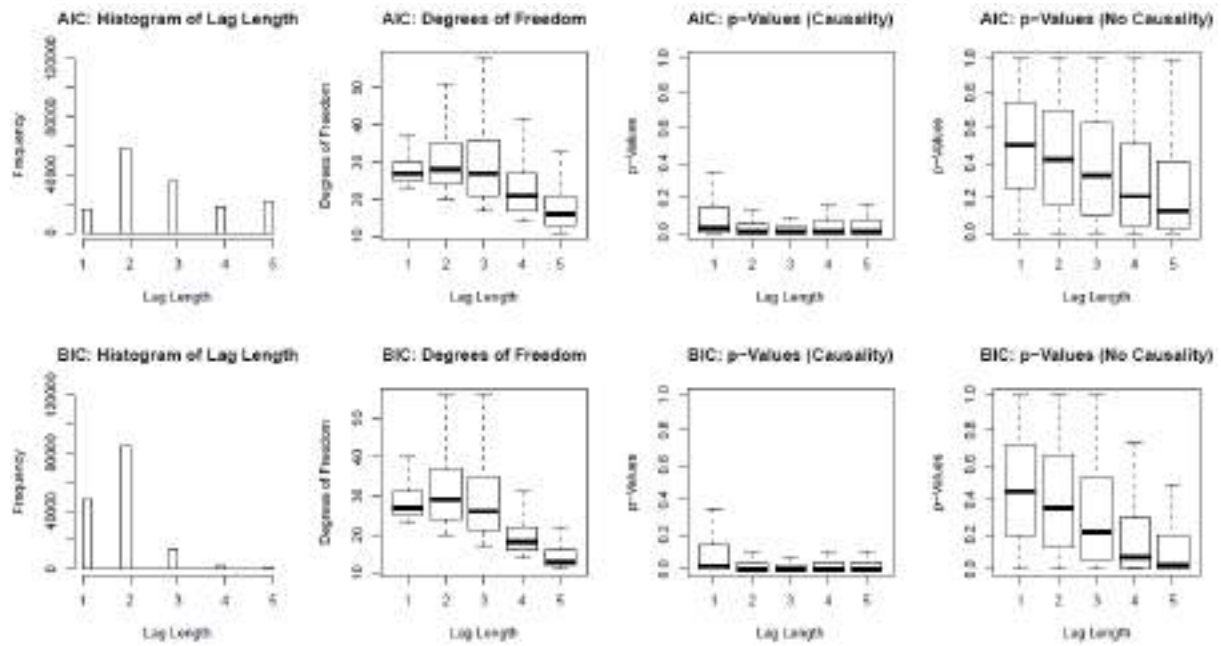 AIC: Histogram of Lag Length
Frequency
0 40000 80000 120000
1 2 3 4 5
Lag Length
AIC: Degrees of Freedom
Degrees of Freedom
10 20 30 40 50
1 2 3 4 5
Lag Length
AIC: p-Values (Causality)
p-Values
0.0 0.2 0.4 0.6 0.8 1.0
1 2 3 4 5
Lag Length
AIC: p-Values (No Causality)
p-Values
0.0 0.2 0.4 0.6 0.8 1.0
1 2 3 4 5
Lag Length
BIC: Histogram of Lag Length
Frequency
0 40000 80000 120000
1 2 3 4 5
Lag Length
BIC: Degrees of Freedom
Degrees of Freedom
10 20 30 40 50
1 2 3 4 5
Lag Length
BIC: p-Values (Causality)
p-Values
0.0 0.2 0.4 0.6 0.8 1.0
1 2 3 4 5
Lag Length
BIC: p-Values (No Causality)
p-Values
0.0 0.2 0.4 0.6 0.8 1.0
1 2 3 4 5
Lag Length